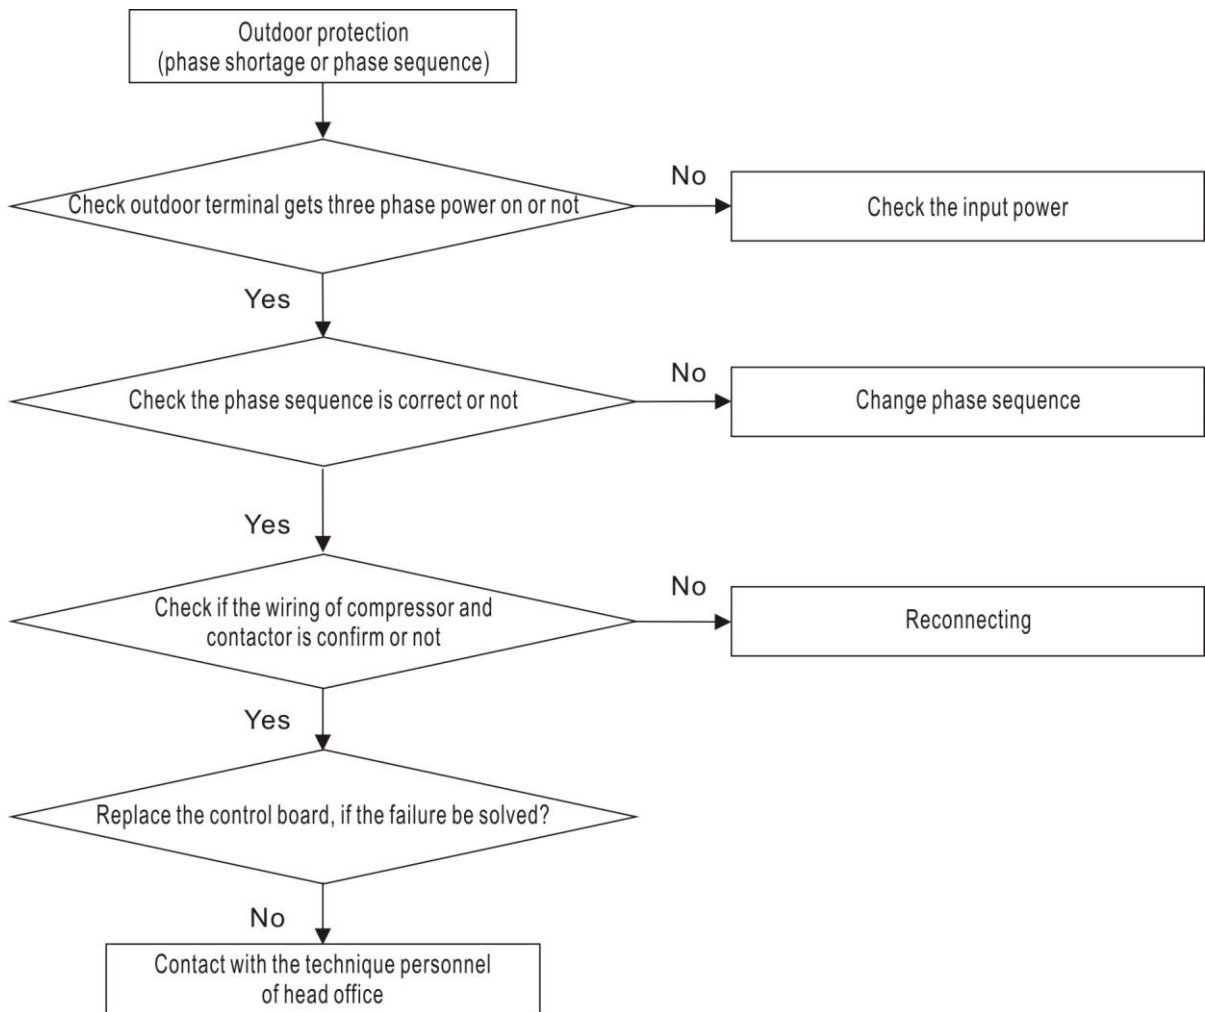 Outdoor protection
(phase shortage or phase sequence)
Check outdoor terminal gets three phase power on or not
No
Check the input power
Yes
Check the phase sequence is correct or not
No
Change phase sequence
Yes
Check if the wiring of compressor and
contactor is confirm or not
No
Reconnecting
Yes
Replace the control board, if the failure be solved?
No
Contact with the technique personnel
of head office